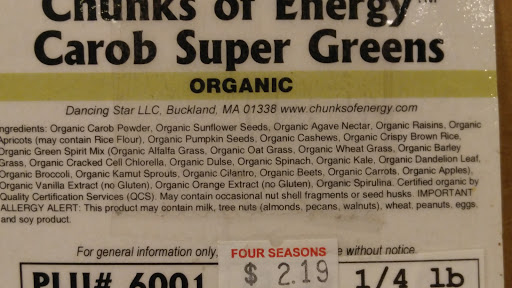 Chunks of Energy™
Carob Super Greens
ORGANIC
Dancing Star LLC, Buckland, MA 01338 www.chunksofenergy.com
Ingredients: Organic Carob Powder, Organic Sunflower Seeds, Organic Agave Nectar, Organic Raisins, Organic
Apricots (may contain Rice Flour), Organic Pumpkin Seeds, Organic Cashews, Organic Crispy Brown Rice,
Organic Green Spirit Mix (Organic Alfalfa Grass, Organic Oat Grass, Organic Wheat Grass, Organic Barley
Grass, Organic Cracked Cell Chlorella, Organic Dulse, Organic Spinach, Organic Kale, Organic Dandelion Leaf,
Organic Broccoli, Organic Kamut Sprouts, Organic Cilantro, Organic Beets, Organic Carrots, Organic Apples),
Organic Vanilla Extract (no Gluten), Organic Orange Extract (no Gluten), Organic Spirulina. Certified organic by
Quality Certification Services (QCS). May contain occasional nut shell fragments or seed husks. IMPORTANT
ALLERGY ALERT: This product may contain milk, tree nuts (almonds, pecans, walnuts), wheat, peanuts, eggs,
and soy product.
For general information only, without notice.
FOUR SEASONS
$ 2.19
PLU# 6001 1/4 lb